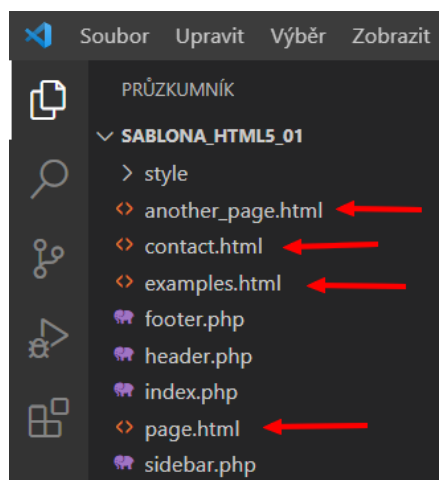 Soubor Upravit Výběr Zobrazit
PRŮZKUMNÍK
SABLONA_HTML5_01
style
another_page.html
contact.html
examples.html
footer.php
header.php
index.php
page.html
sidebar.php